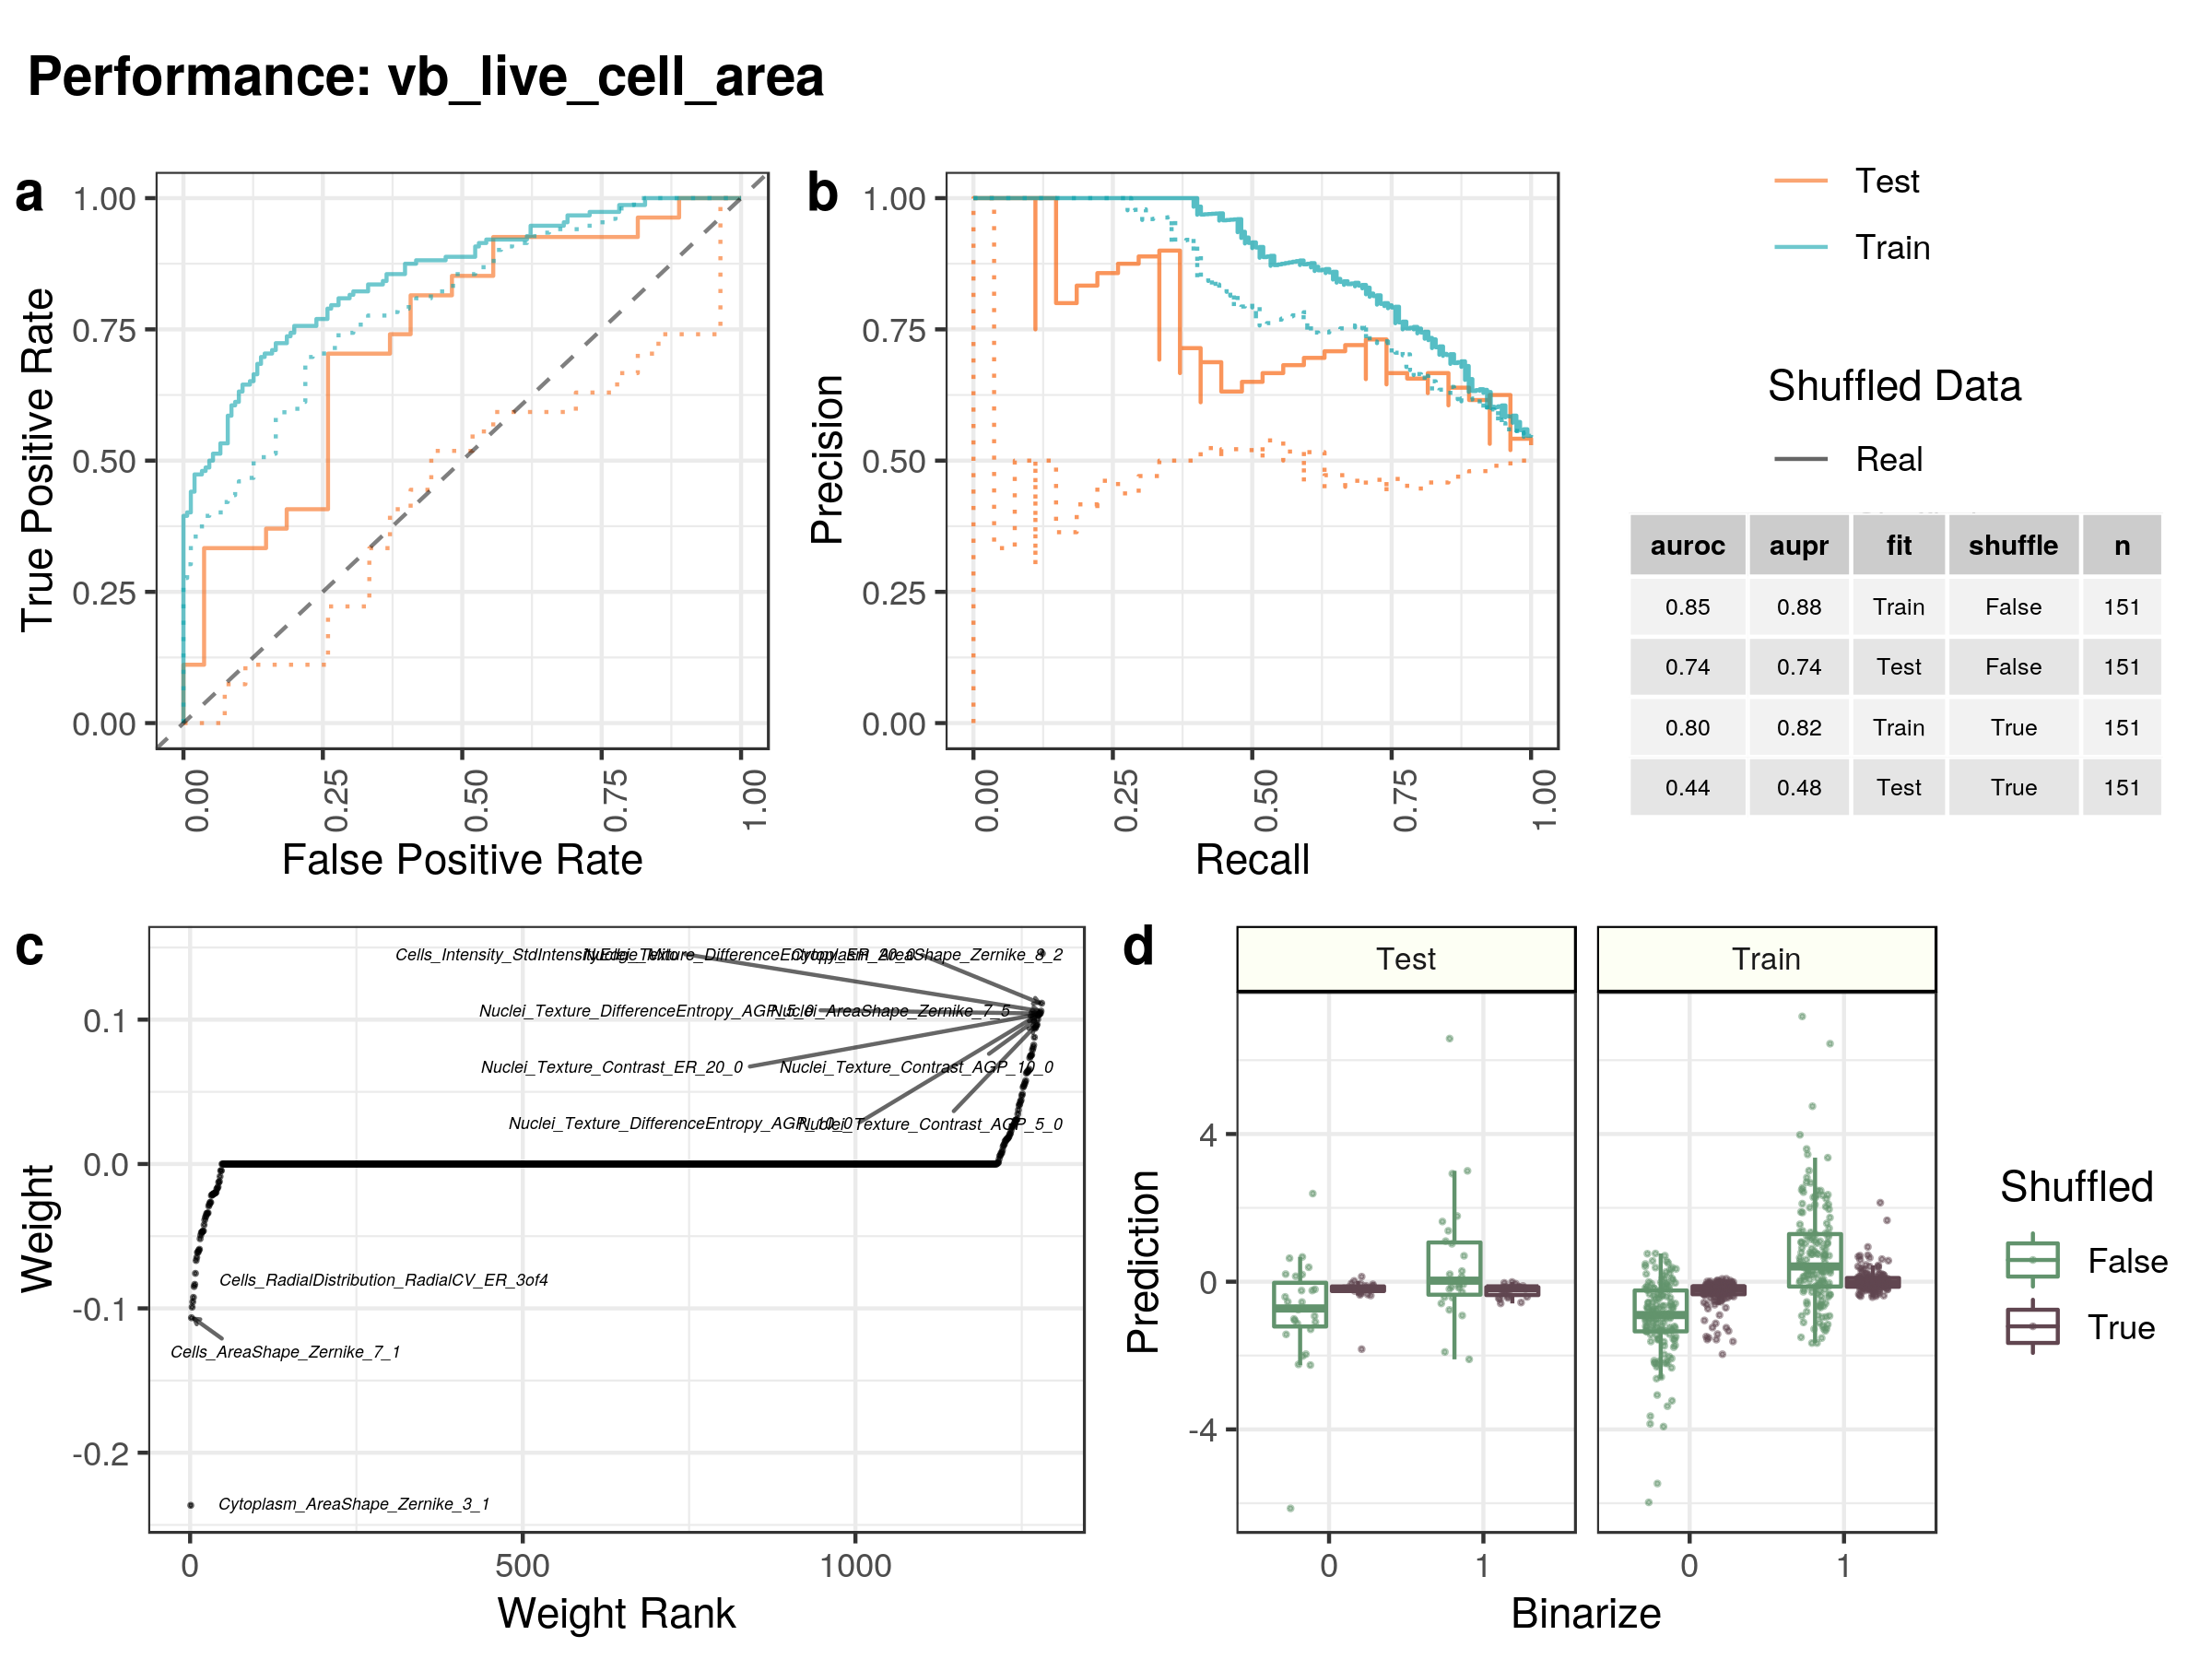 Performance: vb_live_cell_area
a
1.00
0.75
0.50
0.25
0.00
True Positive Rate
0.00
0.25
0.50
0.75
1.00
False Positive Rate
b
1.00
0.75
0.50
0.25
0.00
Precision
0.00
0.25
0.50
0.75
1.00
Recall
Test
Train
Shuffled Data
Real
auroc aupr fit shuffle n
0.85 0.88 Train False 151
0.74 0.74 Test False 151
0.80 0.82 Train True 151
0.44 0.48 Test True 151
c
0.1
0.0
-0.1
-0.2
Weight
Cells_Intensity_StdIntensityEdge_Mito
Nuclei_Texture_DifferenceEntropy_ER_20_0
Cytoplasm_AreaShape_Zernike_8_2
Nuclei_Texture_DifferenceEntropy_AGP_5_0
Nuclei_AreaShape_Zernike_7_5
Nuclei_Texture_Contrast_ER_20_0
Nuclei_Texture_Contrast_AGP_10_0
Nuclei_Texture_DifferenceEntropy_AGP_10_0
Nuclei_Texture_Contrast_AGP_5_0
Cells_RadialDistribution_RadialCV_ER_3of4
Cells_AreaShape_Zernike_7_1
Cytoplasm_AreaShape_Zernike_3_1
0
500
1000
Weight Rank
d
Test
Train
4
0
-4
Prediction
0
1
0
1
Binarize
Shuffled
False
True